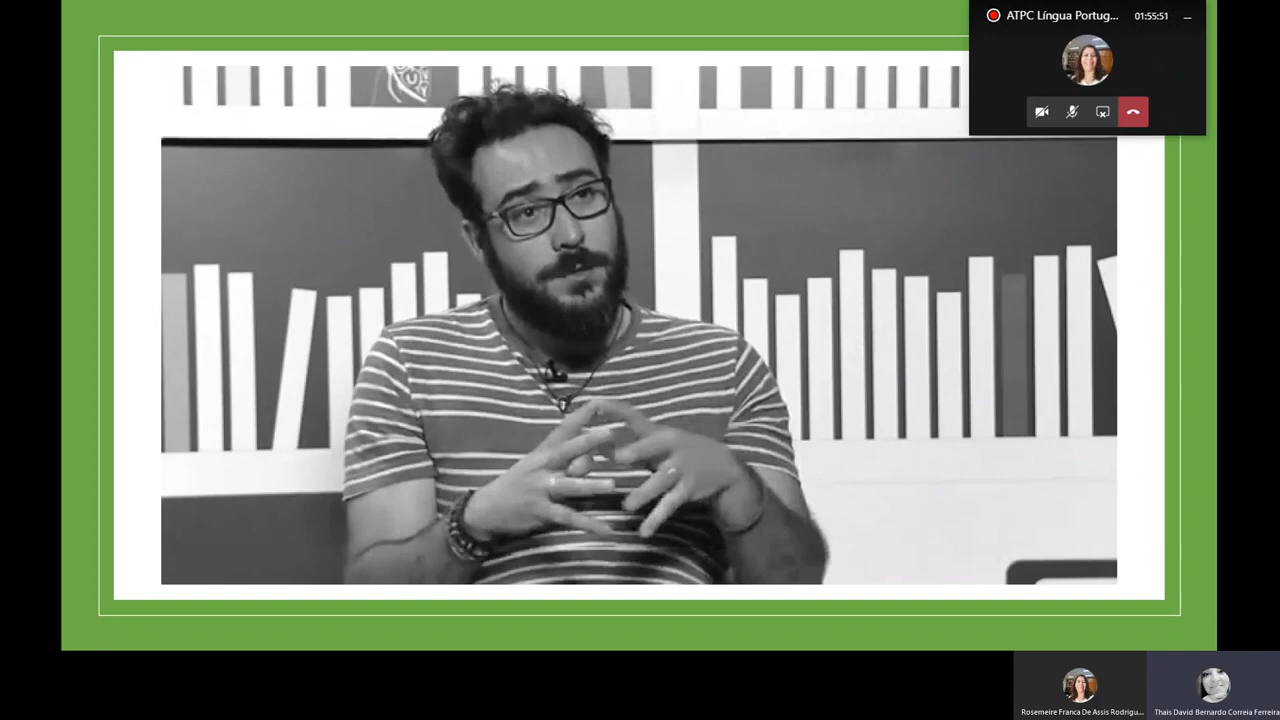 ATPC Língua Portug...
01:55:51
Rosemeire Franca De Assis Rodrigu...
Thais David Bernardo Correia Ferreira